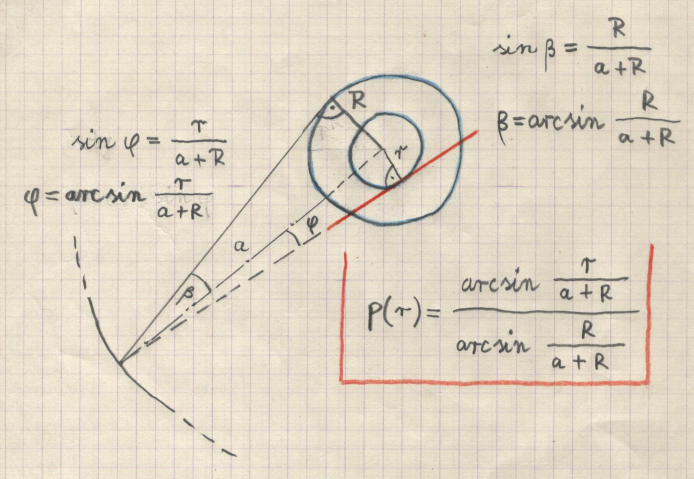 sin β = R / (a + R)
β = arcsin R / (a + R)
sin φ = r / (a + R)
φ = arcsin r / (a + R)
R
r
a
φ
β
p(r) = arcsin r / (a + R) / arcsin R / (a + R)